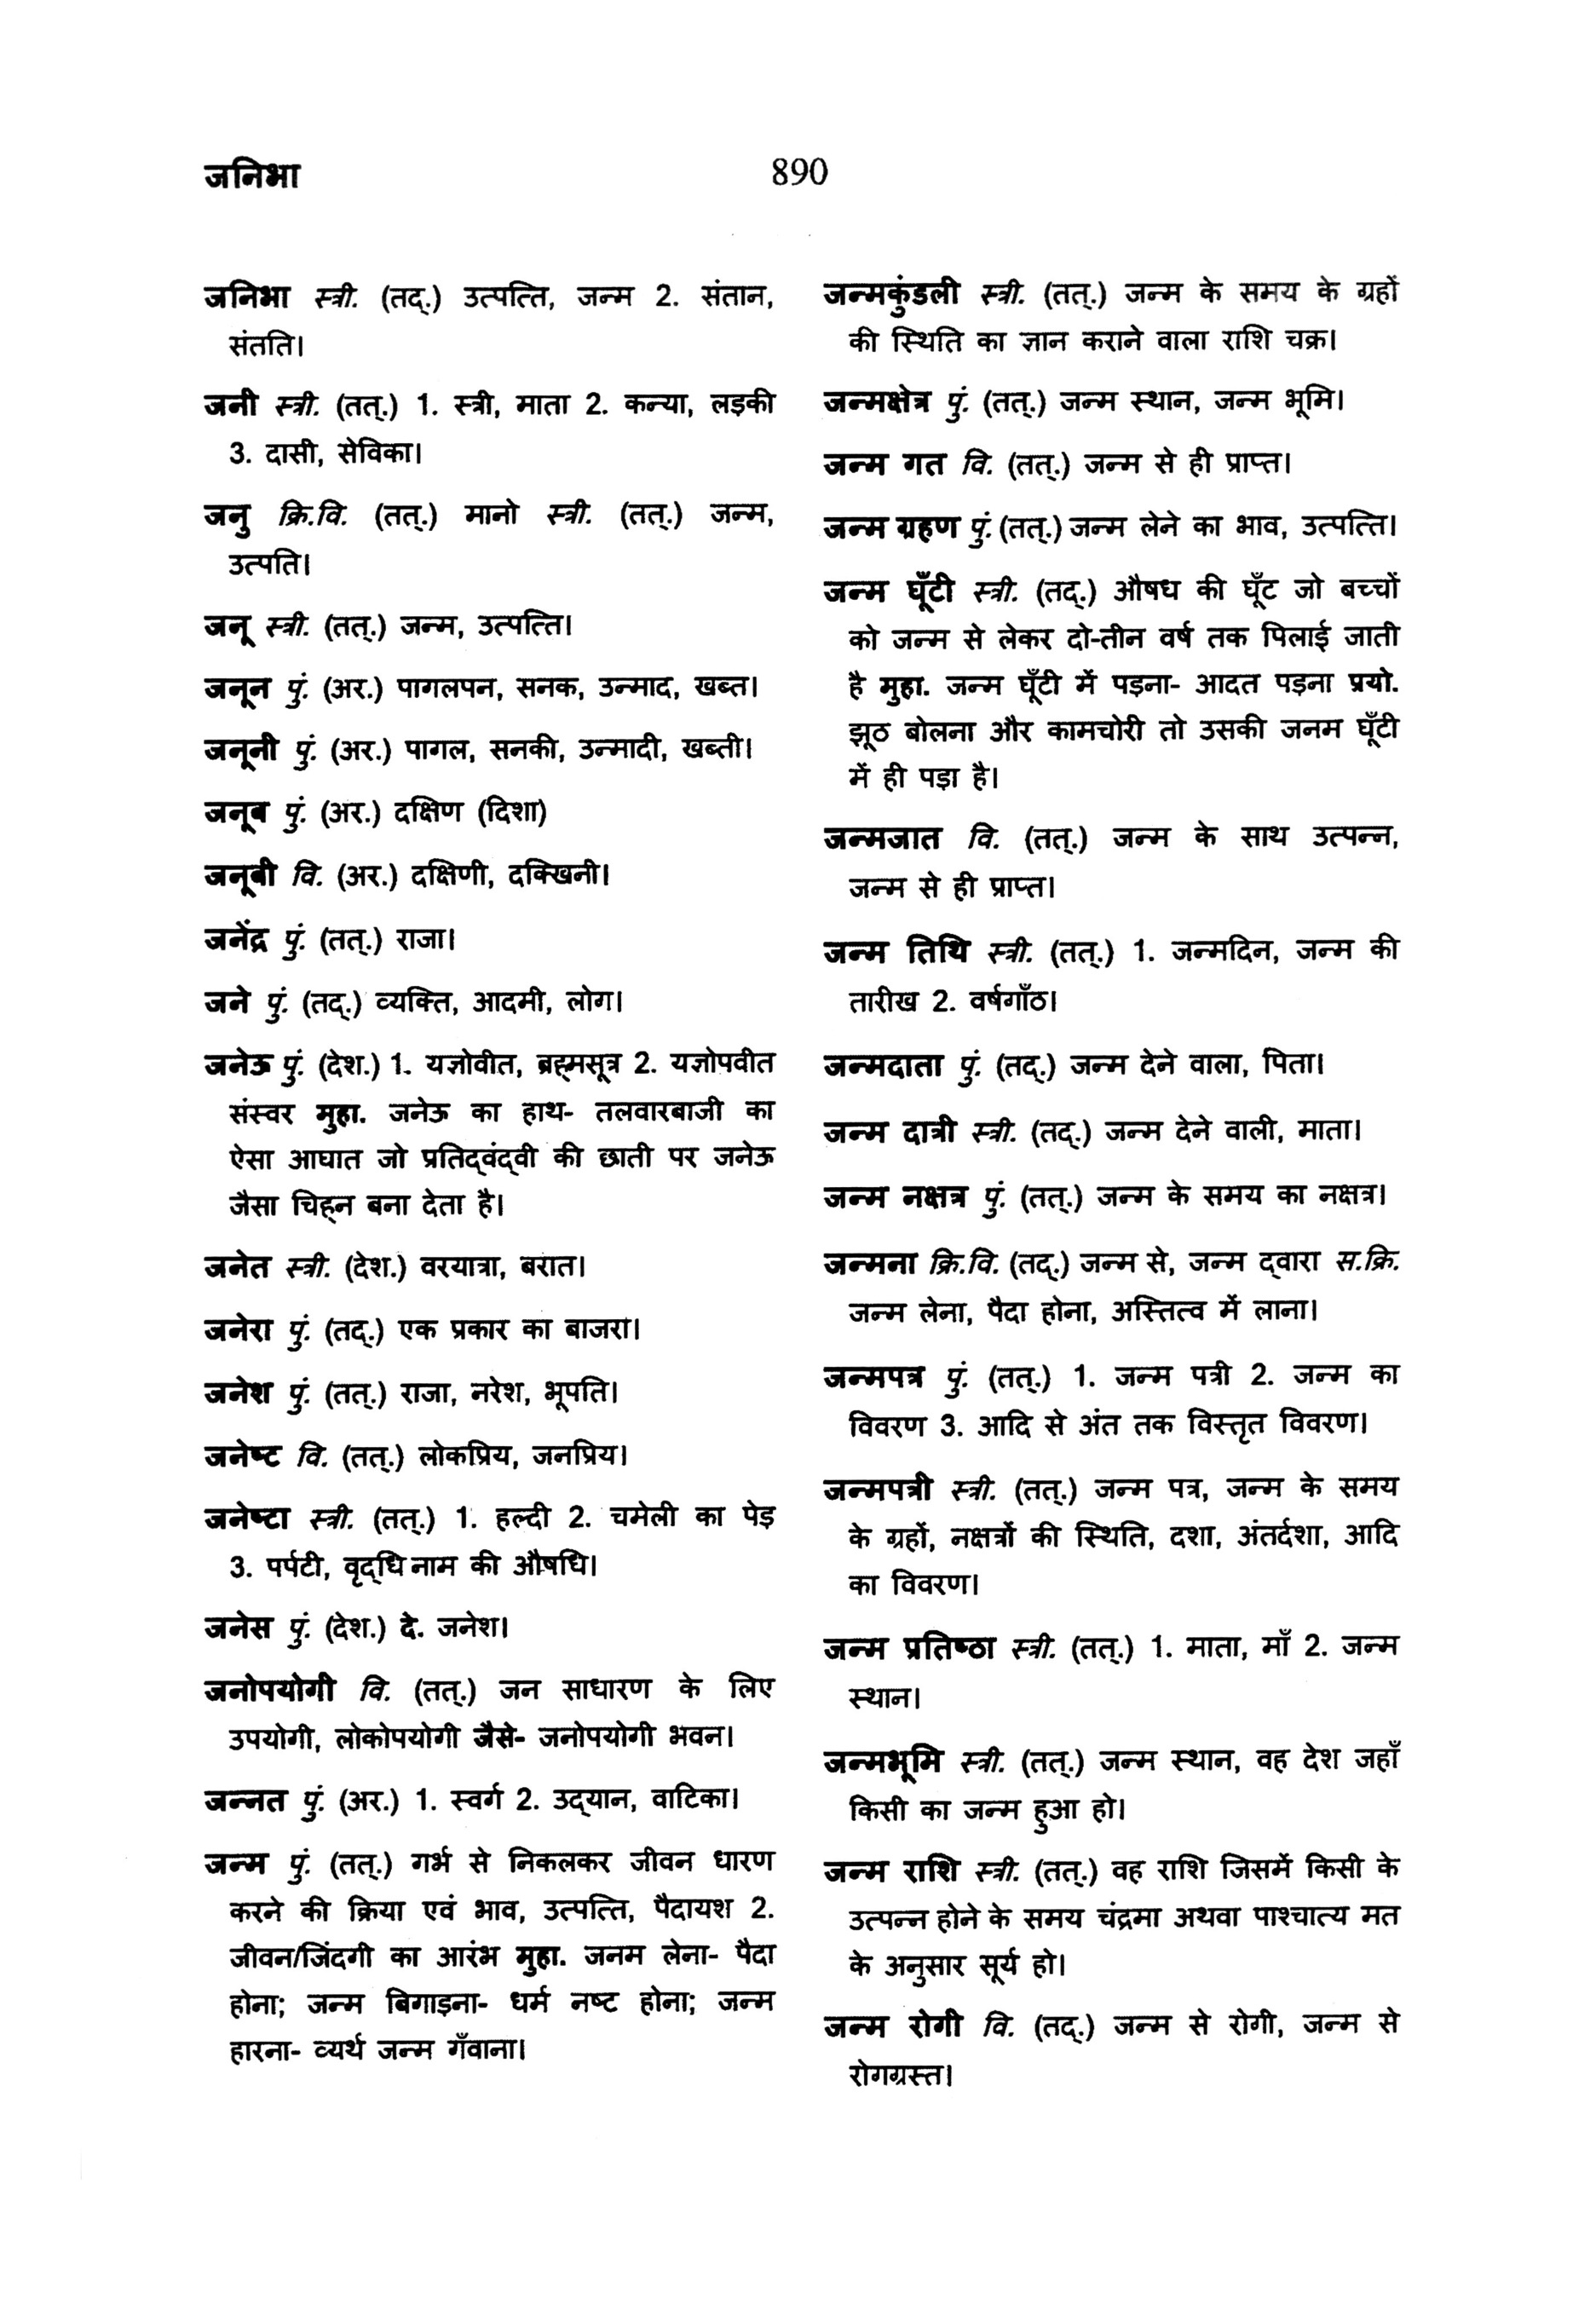 जनिभा
890
जनिभा स्त्री. (तद्.) उत्पत्ति, जन्म 2. संतान,
संतति।
जनी स्त्री. (तत्.) 1. स्त्री, माता 2. कन्या, लड़की
3. दासी, सेविका।
जनु क्रि.वि. (तत्.) मानो स्त्री. (तत्.) जन्म,
उत्पति।
जनू स्त्री. (तत्.) जन्म, उत्पत्ति।
जनून पुं. (अर.) पागलपन, सनक, उन्माद, खब्त।
जनूनी पुं. (अर.) पागल, सनकी, उन्मादी, खब्ती।
जनूब पुं. (अर.) दक्षिण (दिशा)
जनूबी वि. (अर.) दक्षिणी, दक्खिनी।
जनेंद्र पुं. (तत्.) राजा।
जने पुं. (तद्.) व्यक्ति, आदमी, लोग।
जनेऊ पुं. (देश.) 1. यज्ञोवीत, ब्रह्मसूत्र 2. यज्ञोपवीत
संस्वर मुहा. जनेऊ का हाथ- तलवारबाजी का
ऐसा आघात जो प्रतिद्वंद्वी की छाती पर जनेऊ
जैसा चिह्न बना देता है।
जनेत स्त्री. (देश.) वरयात्रा, बरात।
जनेरा पुं. (तद्.) एक प्रकार का बाजरा।
जनेश पुं. (तत्.) राजा, नरेश, भूपति।
जनेष्ट वि. (तत्.) लोकप्रिय, जनप्रिय।
जनेष्टा स्त्री. (तत्.) 1. हल्दी 2. चमेली का पेड़
3. पर्पटी, वृद्धि नाम की औषधि।
जनेस पुं. (देश.) दे. जनेश।
जनोपयोगी वि. (तत्.) जन साधारण के लिए
उपयोगी, लोकोपयोगी जैसे- जनोपयोगी भवन।
जन्नत पुं. (अर.) 1. स्वर्ग 2. उद्यान, वाटिका।
जन्म पुं. (तत्.) गर्भ से निकलकर जीवन धारण
करने की क्रिया एवं भाव, उत्पत्ति, पैदायश 2.
जीवन/जिंदगी का आरंभ मुहा. जनम लेना- पैदा
होना; जन्म बिगाड़ना- धर्म नष्ट होना; जन्म
हारना- व्यर्थ जन्म गँवाना।
जन्मकुंडली स्त्री. (तत्.) जन्म के समय के ग्रहों
की स्थिति का ज्ञान कराने वाला राशि चक्र।
जन्मक्षेत्र पुं. (तत्.) जन्म स्थान, जन्म भूमि।
जन्म गत वि. (तत्.) जन्म से ही प्राप्त।
जन्म ग्रहण पुं. (तत्.) जन्म लेने का भाव, उत्पत्ति।
जन्म घूँटी स्त्री. (तद्.) औषध की घूँट जो बच्चों
को जन्म से लेकर दो-तीन वर्ष तक पिलाई जाती
है मुहा. जन्म घूँटी में पड़ना- आदत पड़ना प्रयो.
झूठ बोलना और कामचोरी तो उसकी जनम घूँटी
में ही पड़ा है।
जन्मजात वि. (तत्.) जन्म के साथ उत्पन्न,
जन्म से ही प्राप्त।
जन्म तिथि स्त्री. (तत्.) 1. जन्मदिन, जन्म की
तारीख 2. वर्षगाँठ।
जन्मदाता पुं. (तद्.) जन्म देने वाला, पिता।
जन्म दात्री स्त्री. (तद्.) जन्म देने वाली, माता।
जन्म नक्षत्र पुं. (तत्.) जन्म के समय का नक्षत्र।
जन्मना क्रि.वि. (तद्.) जन्म से, जन्म द्वारा स.क्रि.
जन्म लेना, पैदा होना, अस्तित्व में लाना।
जन्मपत्र पुं. (तत्.) 1. जन्म पत्री 2. जन्म का
विवरण 3. आदि से अंत तक विस्तृत विवरण।
जन्मपत्री स्त्री. (तत्.) जन्म पत्र, जन्म के समय
के ग्रहों, नक्षत्रों की स्थिति, दशा, अंतर्दशा, आदि
का विवरण।
जन्म प्रतिष्ठा स्त्री. (तत्.) 1. माता, माँ 2. जन्म
स्थान।
जन्मभूमि स्त्री. (तत्.) जन्म स्थान, वह देश जहाँ
किसी का जन्म हुआ हो।
जन्म राशि स्त्री. (तत्.) वह राशि जिसमें किसी के
उत्पन्न होने के समय चंद्रमा अथवा पाश्चात्य मत
के अनुसार सूर्य हो।
जन्म रोगी वि. (तद्.) जन्म से रोगी, जन्म से
रोगग्रस्त।